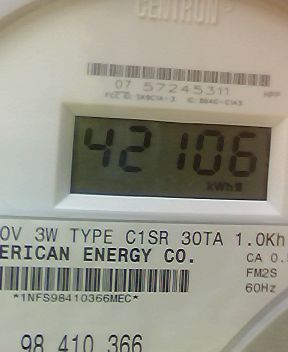 CENTRON
07 57245311
42106
kWh
0V 3W TYPE C1SR 30TA 1.0Kh
ERICAN ENERGY CO.
CA 0.
FM2S
*1NFS98410366MEC*
60Hz
98 410 366